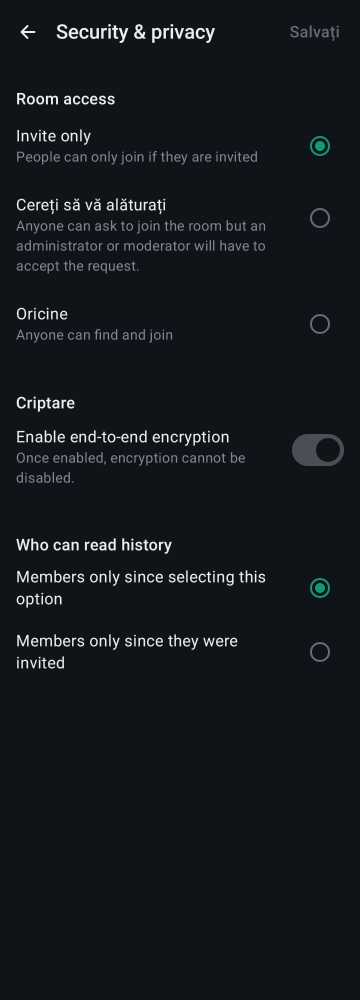 Security & privacy
Salvați
Room access
Invite only
People can only join if they are invited
Cereți să vă alăturați
Anyone can ask to join the room but an
administrator or moderator will have to
accept the request.
Oricine
Anyone can find and join
Criptare
Enable end-to-end encryption
Once enabled, encryption cannot be
disabled.
Who can read history
Members only since selecting this
option
Members only since they were
invited